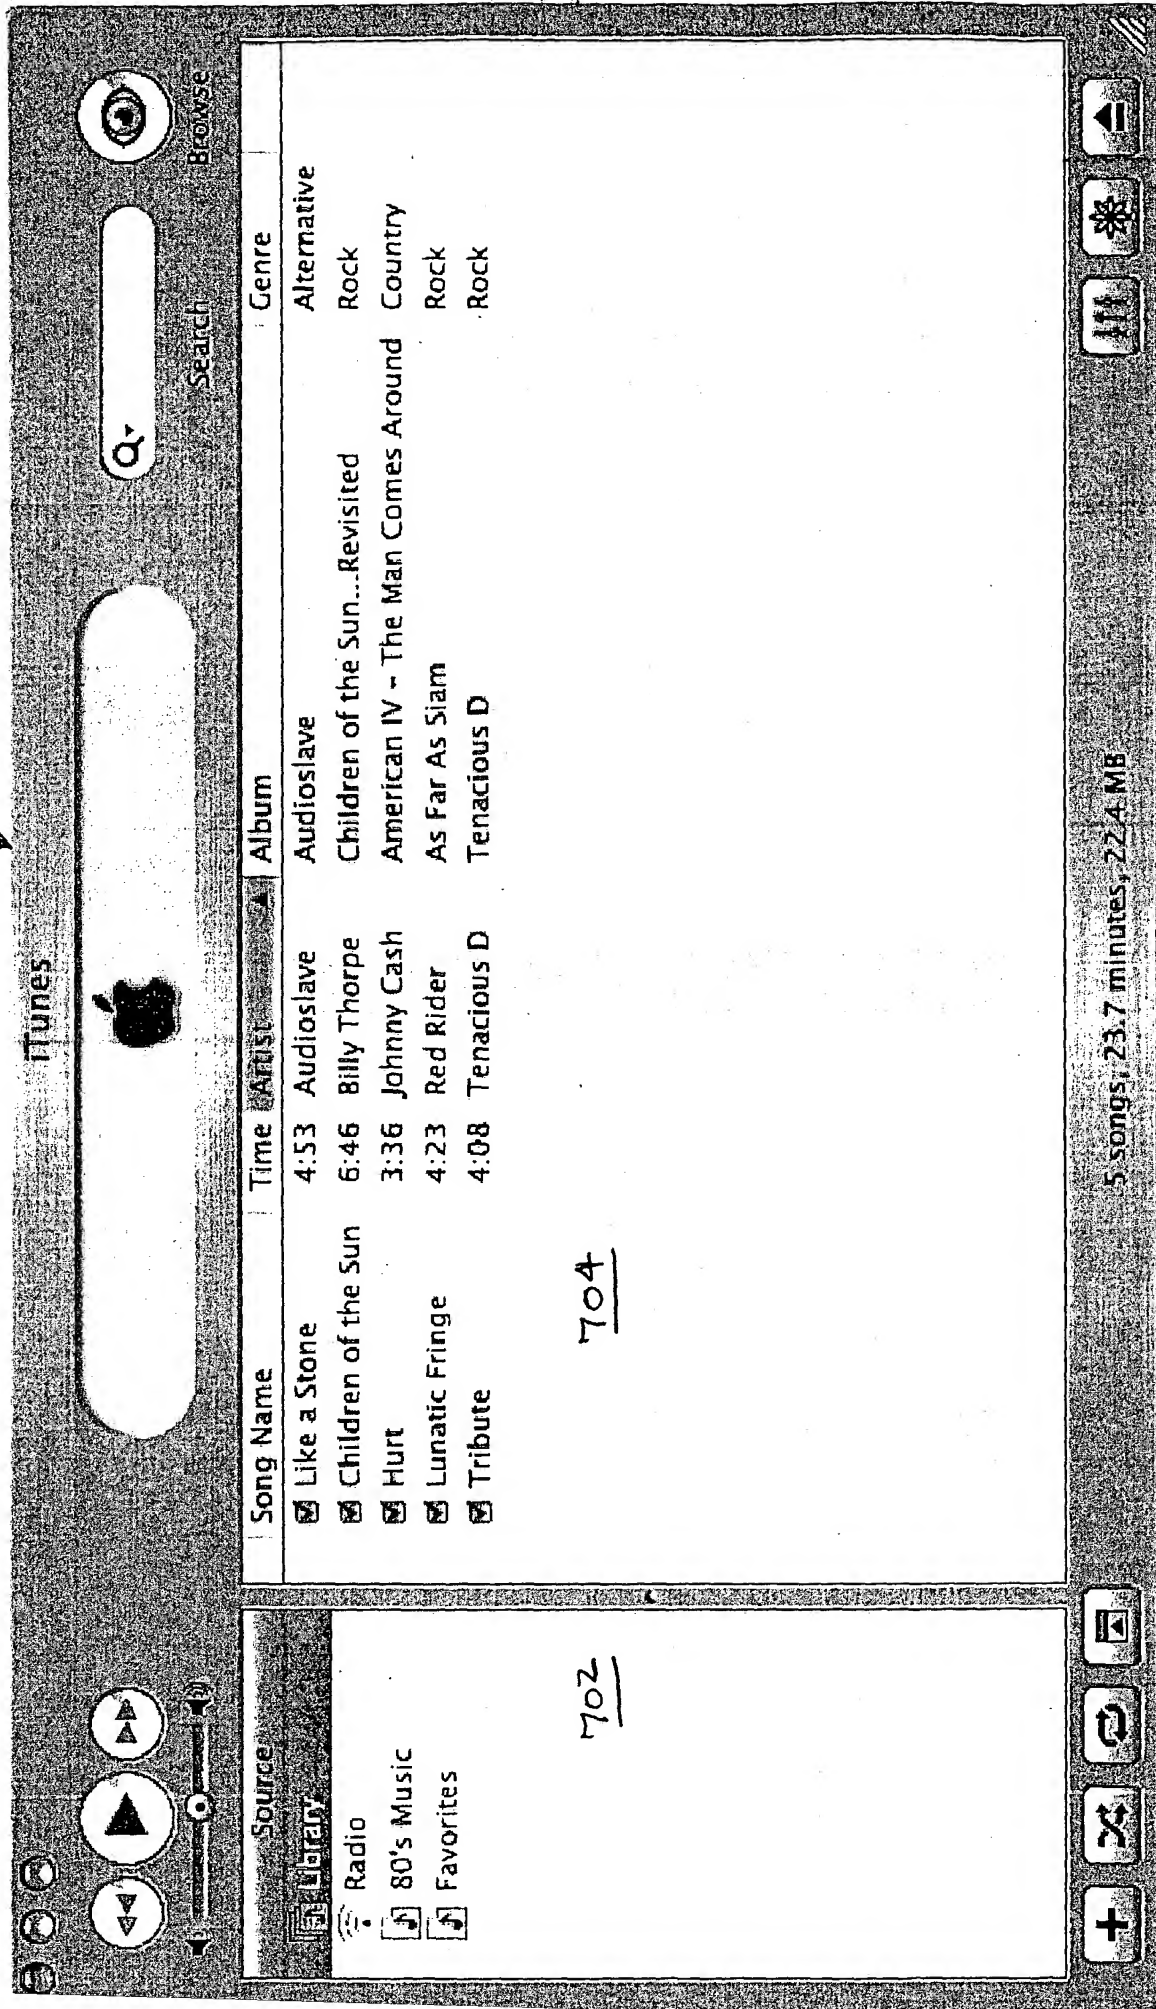 iTunes
Search
Browse
Source
Library
Radio
80's Music
Favorites
702
Song Name Time Artist Album Genre
Like a Stone 4:53 Audioslave Audioslave Alternative
Children of the Sun 6:46 Billy Thorpe Children of the Sun...Revisited Rock
Hurt 3:36 Johnny Cash American IV - The Man Comes Around Country
Lunatic Fringe 4:23 Red Rider As Far As Siam Rock
Tribute 4:08 Tenacious D Tenacious D Rock
704
5 songs, 23.7 minutes, 22.4 MB